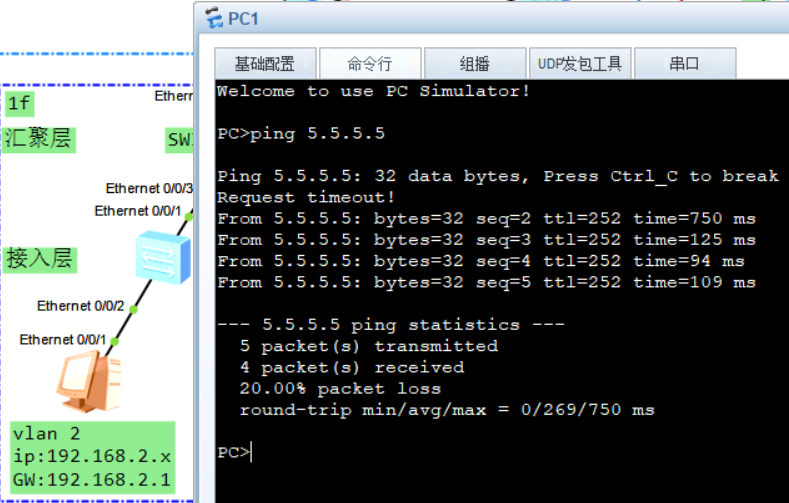 PC1
基础配置
命令行
组播
UDP发包工具
串口
Welcome to use PC Simulator!
PC>ping 5.5.5.5
Ping 5.5.5.5: 32 data bytes, Press Ctrl_C to break
Request timeout!
From 5.5.5.5: bytes=32 seq=2 ttl=252 time=750 ms
From 5.5.5.5: bytes=32 seq=3 ttl=252 time=125 ms
From 5.5.5.5: bytes=32 seq=4 ttl=252 time=94 ms
From 5.5.5.5: bytes=32 seq=5 ttl=252 time=109 ms
--- 5.5.5.5 ping statistics ---
5 packet(s) transmitted
4 packet(s) received
20.00% packet loss
round-trip min/avg/max = 0/269/750 ms
PC>
1f
Ethern
汇聚层
SW
Ethernet 0/0/3
Ethernet 0/0/1
接入层
Ethernet 0/0/2
Ethernet 0/0/1
vlan 2
ip:192.168.2.x
GW:192.168.2.1